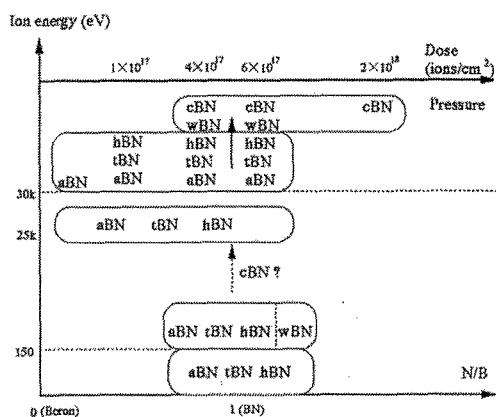 Ion energy (eV)
1×10¹⁷ 4×10¹⁷ 6×10¹⁷ 2×10¹⁸ Dose
(ions/cm²)
cBN cBN cBN Pressure
wBN wBN
hBN hBN hBN
tBN tBN tBN
aBN aBN aBN aBN
30k
aBN tBN hBN
25k
cBN ?
aBN tBN hBN wBN
150
aBN tBN hBN N/B
0 (Boron) 1 (BN)